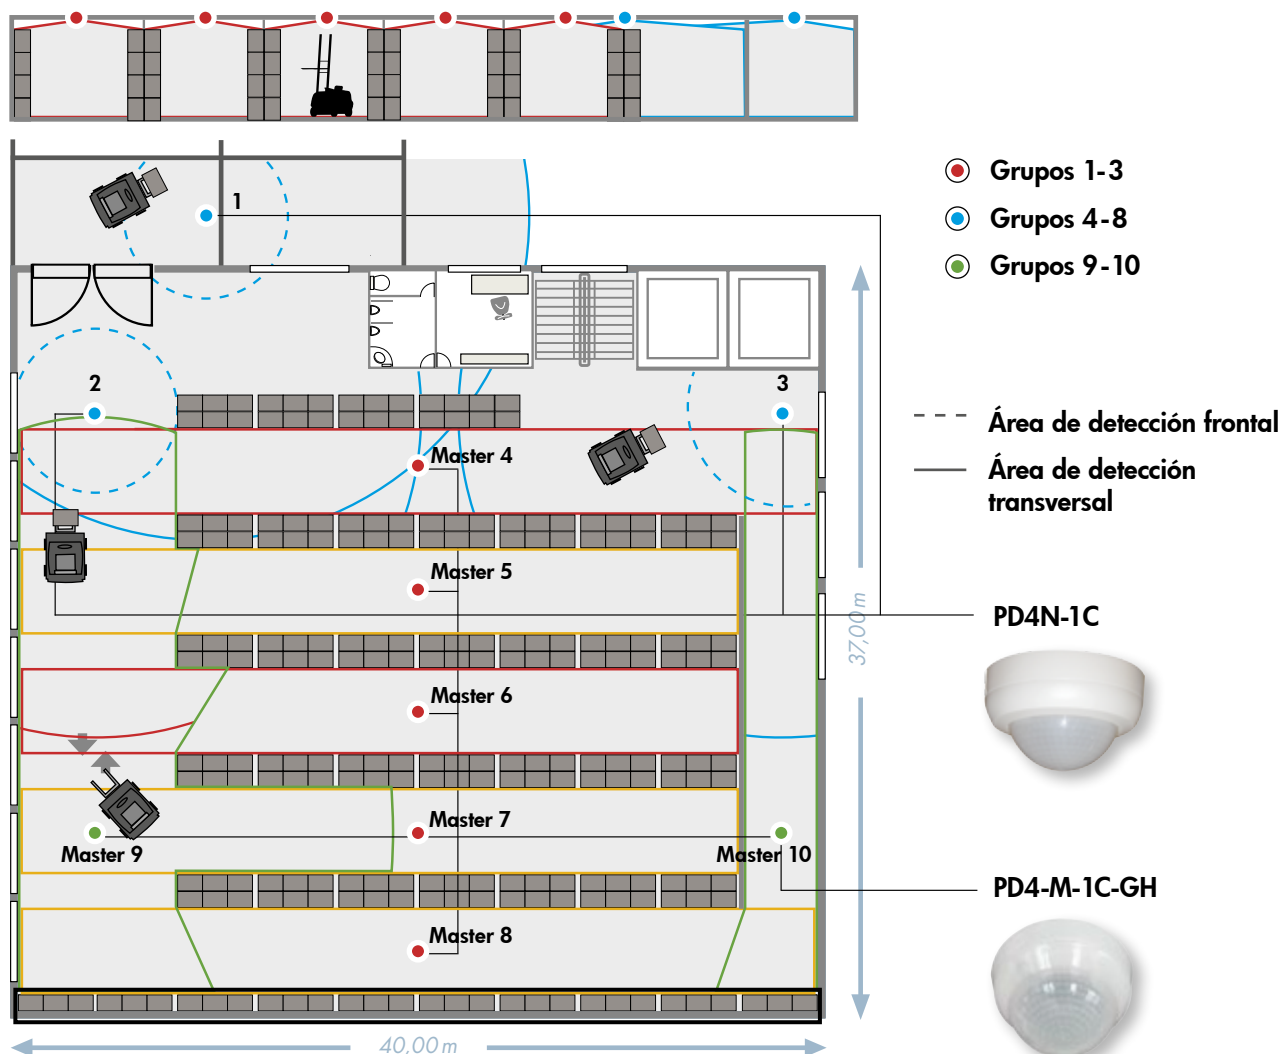 Grupos 1-3
Grupos 4-8
Grupos 9-10
1
2
3
Área de detección frontal
Área de detección
transversal
Master 4
Master 5
Master 6
Master 7
Master 9
Master 10
Master 8
37,00 m
40,00 m
PD4N-1C
PD4-M-1C-GH